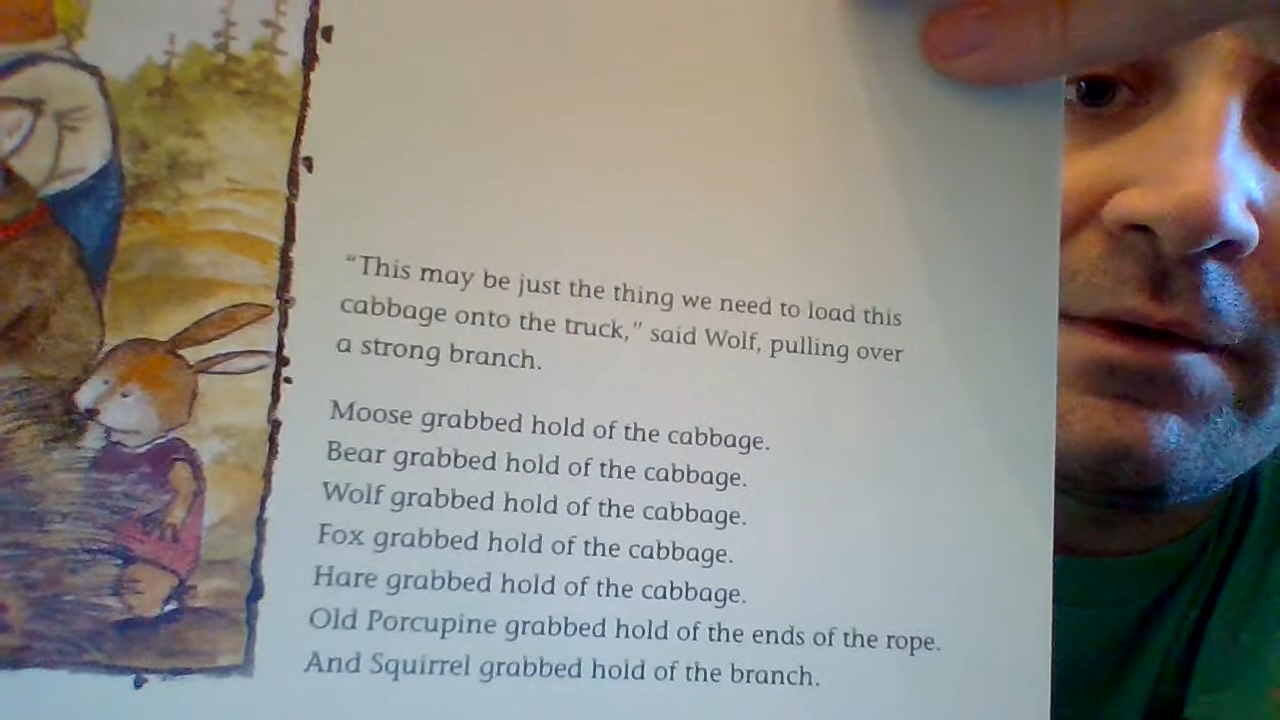 “This may be just the thing we need to load this
cabbage onto the truck,” said Wolf, pulling over
a strong branch.
Moose grabbed hold of the cabbage.
Bear grabbed hold of the cabbage.
Wolf grabbed hold of the cabbage.
Fox grabbed hold of the cabbage.
Hare grabbed hold of the cabbage.
Old Porcupine grabbed hold of the ends of the rope.
And Squirrel grabbed hold of the branch.